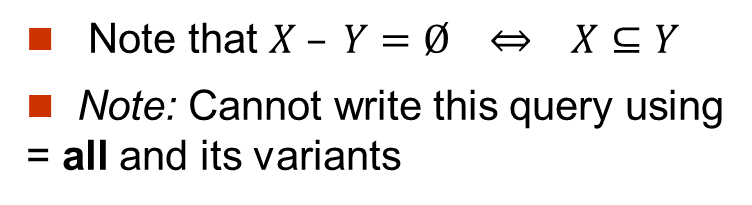 ■ Note that X – Y = Ø ⇔ X ⊆ Y
■ Note: Cannot write this query using
= all and its variants